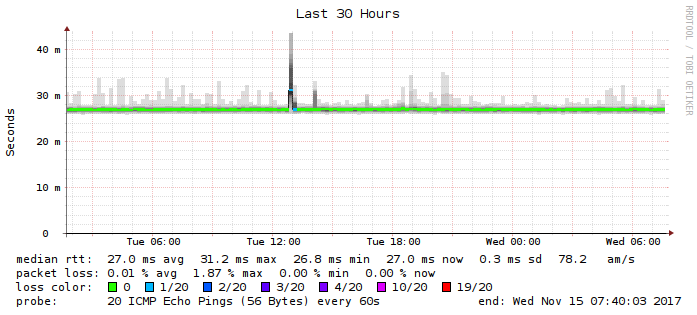 Last 30 Hours
RRDTOOL / TOBI OETIKER
Seconds
40 m
30 m
20 m
10 m
0
Tue 06:00 Tue 12:00 Tue 18:00 Wed 00:00 Wed 06:00
median rtt: 27.0 ms avg 31.2 ms max 26.8 ms min 27.0 ms now 0.3 ms sd 78.2 am/s
packet loss: 0.01 % avg 1.87 % max 0.00 % min 0.00 % now
loss color: 0 1/20 2/20 3/20 4/20 10/20 19/20
probe: 20 ICMP Echo Pings (56 Bytes) every 60s end: Wed Nov 15 07:40:03 2017